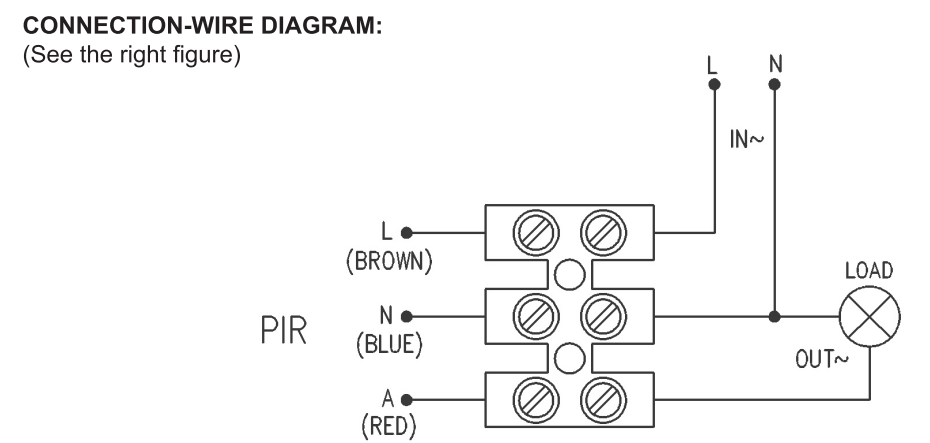 CONNECTION-WIRE DIAGRAM:
(See the right figure)
L N
IN~
L
(BROWN)
LOAD
N
PIR
(BLUE)
OUT~
A
(RED)